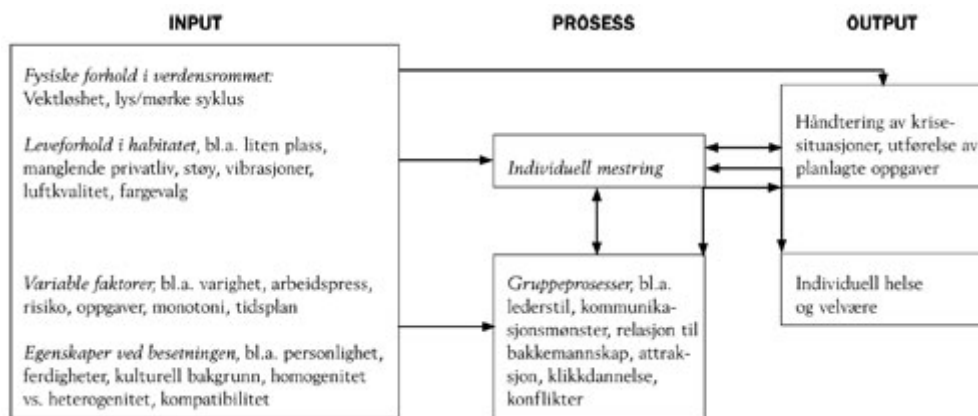 INPUT
PROSESS
OUTPUT
Fysiske forhold i verdensrommet:
Vektløshet, lys/mørke syklus
Leveforhold i habitatet, bl.a. liten plass,
manglende privatliv, støy, vibrasjoner,
luftkvalitet, fargevalg
Variable faktorer, bl.a. varighet, arbeidspress,
risiko, oppgaver, monotoni, tidsplan
Egenskaper ved besetningen, bl.a. personlighet,
ferdigheter, kulturell bakgrunn, homogenitet
vs. heterogenitet, kompatibilitet
Individuell mestring
Gruppeprosesser, bl.a.
lederstil, kommunika-
sjonsmønster, relasjon til
bakkemannskap, attrak-
sjon, klikkdannelse,
konflikter
Håndtering av krise-
situasjoner, utførelse av
planlagte oppgaver
Individuell helse
og velvære